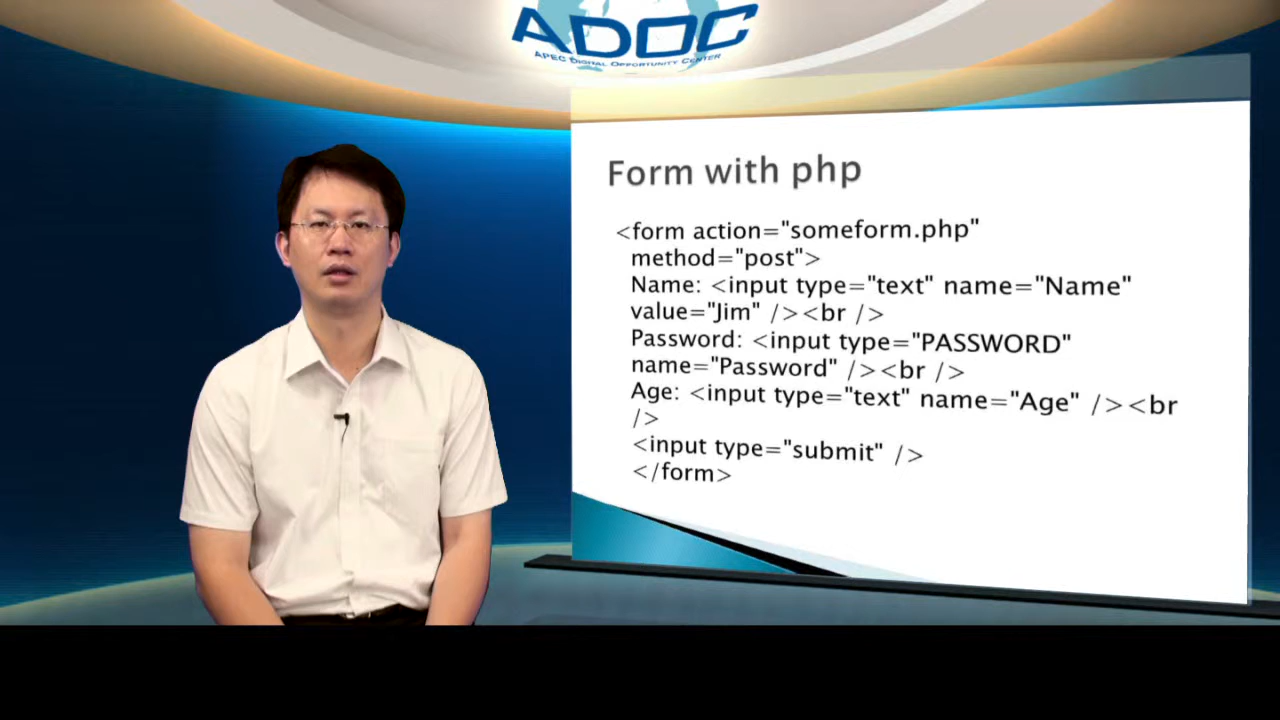 ADOC
APEC DIGITAL OPPORTUNITY CENTER
Form with php
<form action="someform.php"
method="post">
Name: <input type="text" name="Name"
value="Jim" /><br />
Password: <input type="PASSWORD"
name="Password" /><br />
Age: <input type="text" name="Age" /><br
/>
<input type="submit" />
</form>